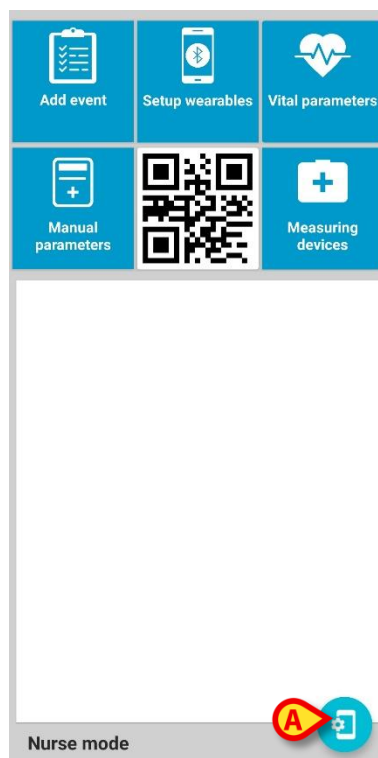 Add event
Setup wearables
Vital parameters
Manual
parameters
Measuring
devices
A
Nurse mode